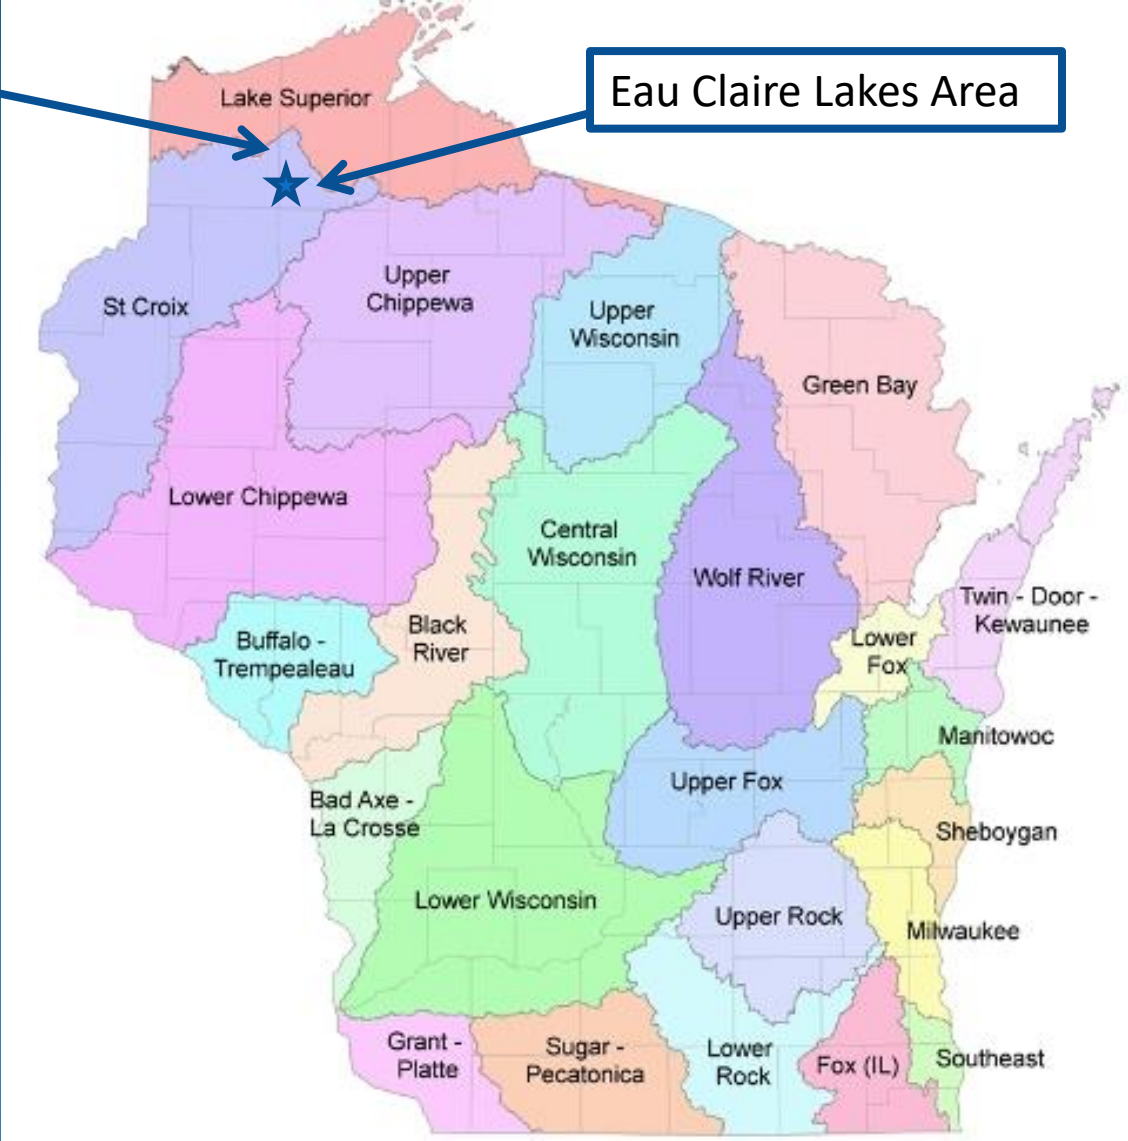 Lake Superior
Eau Claire Lakes Area
St Croix
Upper
Chippewa
Upper
Wisconsin
Green Bay
Lower Chippewa
Central
Wisconsin
Wolf River
Twin - Door -
Kewaunee
Buffalo -
Trempealeau
Black
River
Lower
Fox
Manitowoc
Upper Fox
Bad Axe -
La Crosse
Sheboygan
Lower Wisconsin
Upper Rock
Milwaukee
Grant -
Platte
Sugar -
Pecatonica
Lower
Rock
Fox (IL)
Southeast